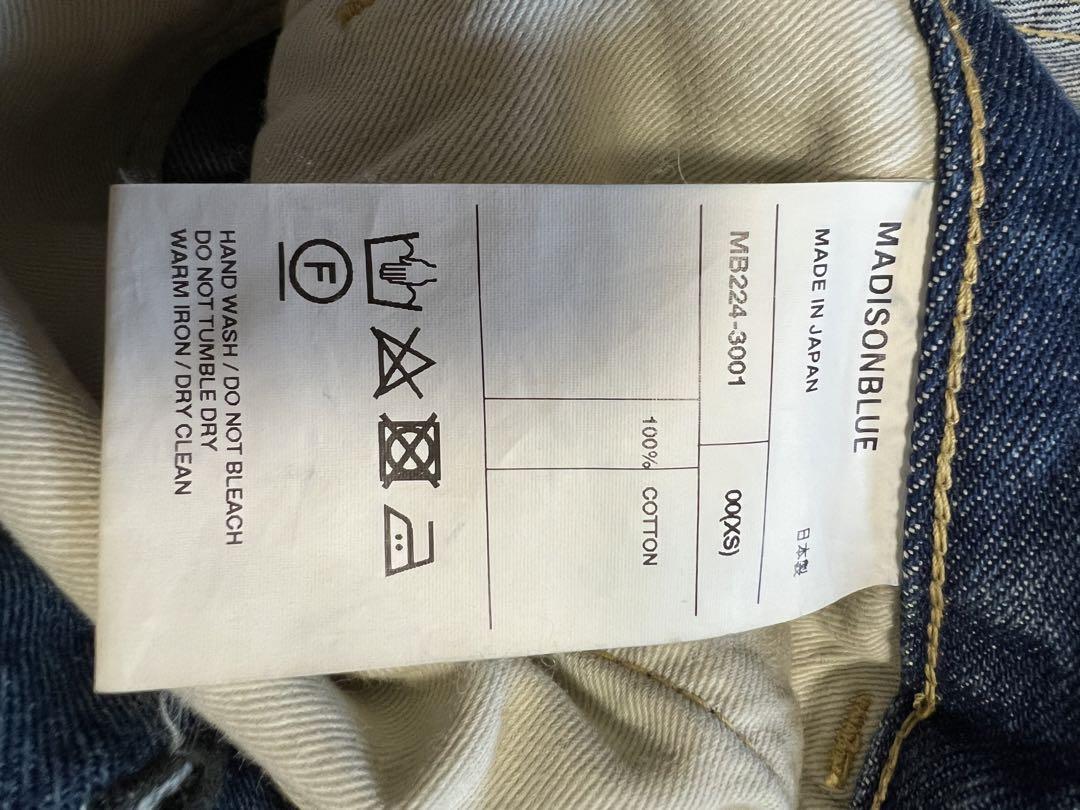 MADISONBLUE
MADE IN JAPAN 日本製
MB224-3001 00(XS)
100% COTTON
F
HAND WASH / DO NOT BLEACH
DO NOT TUMBLE DRY
WARM IRON / DRY CLEAN